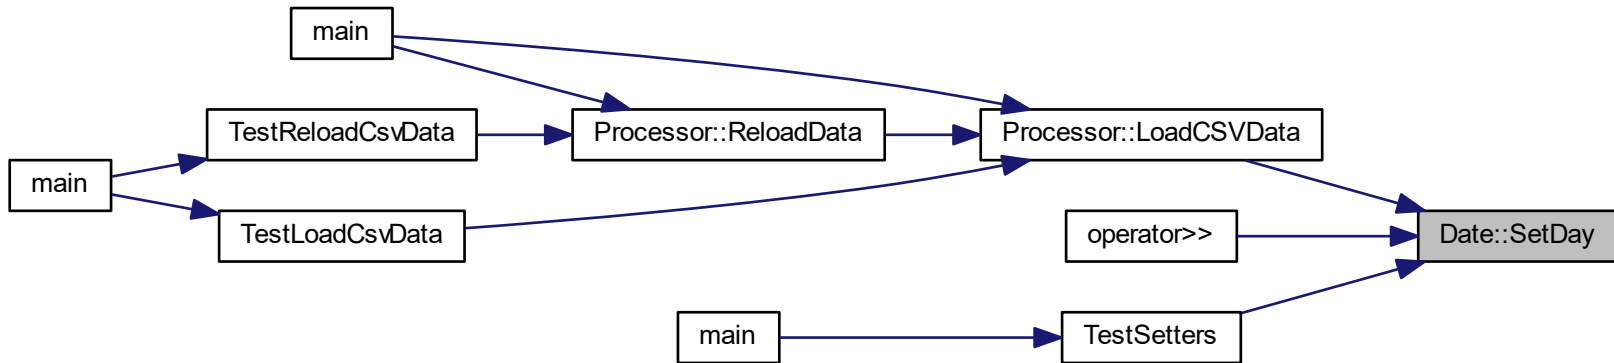 main
TestReloadCsvData
Processor::ReloadData
Processor::LoadCSVData
main
TestLoadCsvData
operator>>
Date::SetDay
main
TestSetters